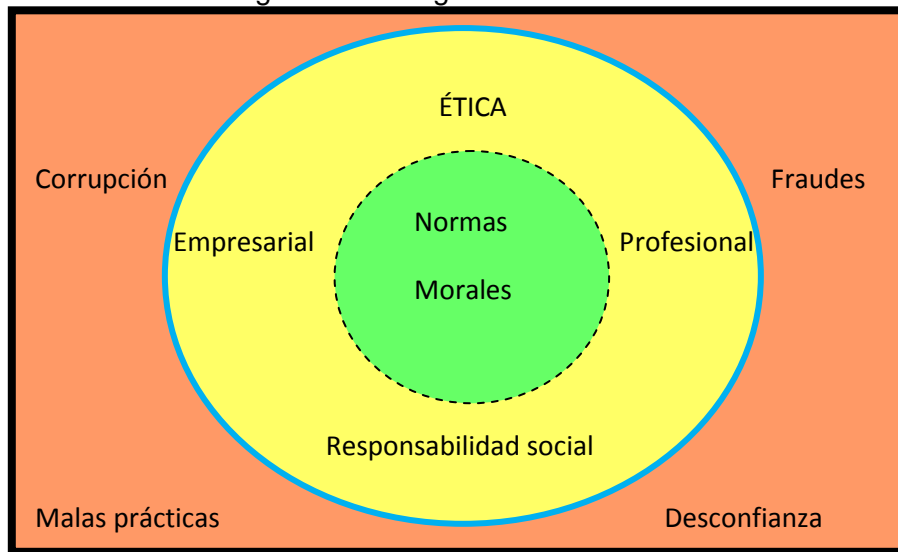 ÉTICA
Corrupción
Fraudes
Normas
Empresarial
Profesional
Morales
Responsabilidad social
Malas prácticas
Desconfianza